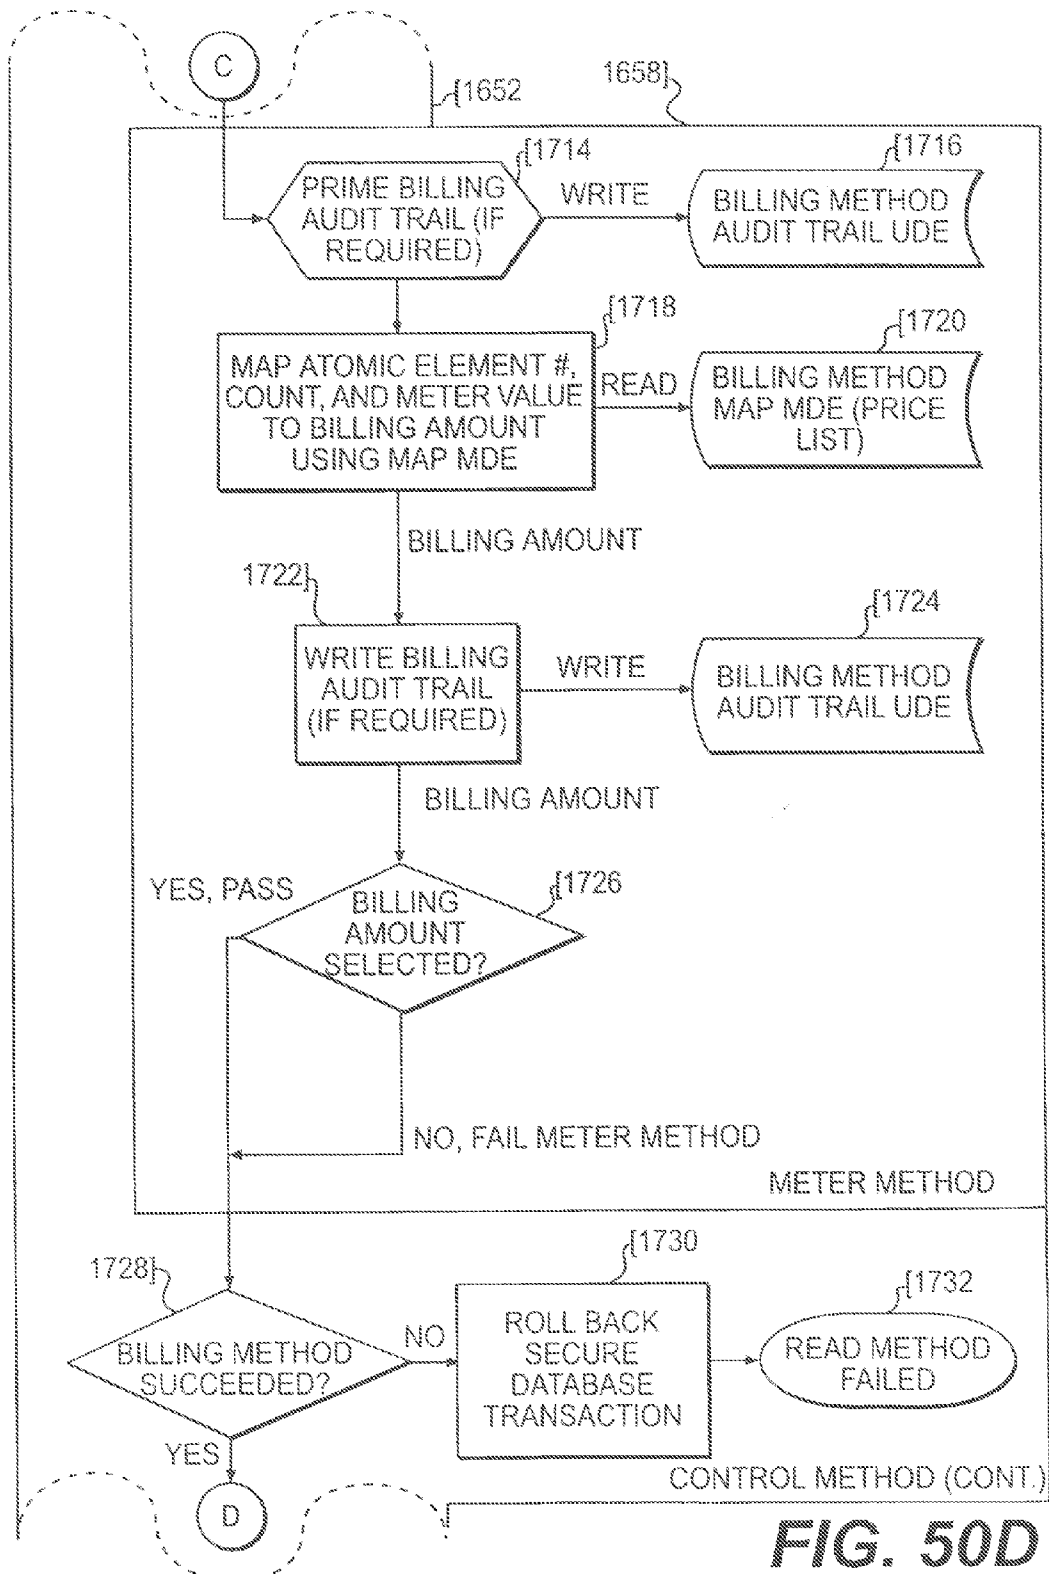 C
[1652
1658]
[1714
PRIME BILLING
AUDIT TRAIL (IF
REQUIRED)
WRITE
[1716
BILLING METHOD
AUDIT TRAIL UDE
[1718
MAP ATOMIC ELEMENT #,
COUNT, AND METER VALUE
TO BILLING AMOUNT
USING MAP MDE
READ
[1720
BILLING METHOD
MAP MDE (PRICE
LIST)
BILLING AMOUNT
1722]
WRITE BILLING
AUDIT TRAIL
(IF REQUIRED)
WRITE
[1724
BILLING METHOD
AUDIT TRAIL UDE
BILLING AMOUNT
YES, PASS
[1726
BILLING
AMOUNT
SELECTED?
NO, FAIL METER METHOD
METER METHOD
1728]
BILLING METHOD
SUCCEEDED?
NO
[1730
ROLL BACK
SECURE
DATABASE
TRANSACTION
[1732
READ METHOD
FAILED
YES
D
CONTROL METHOD (CONT.)
FIG. 50D